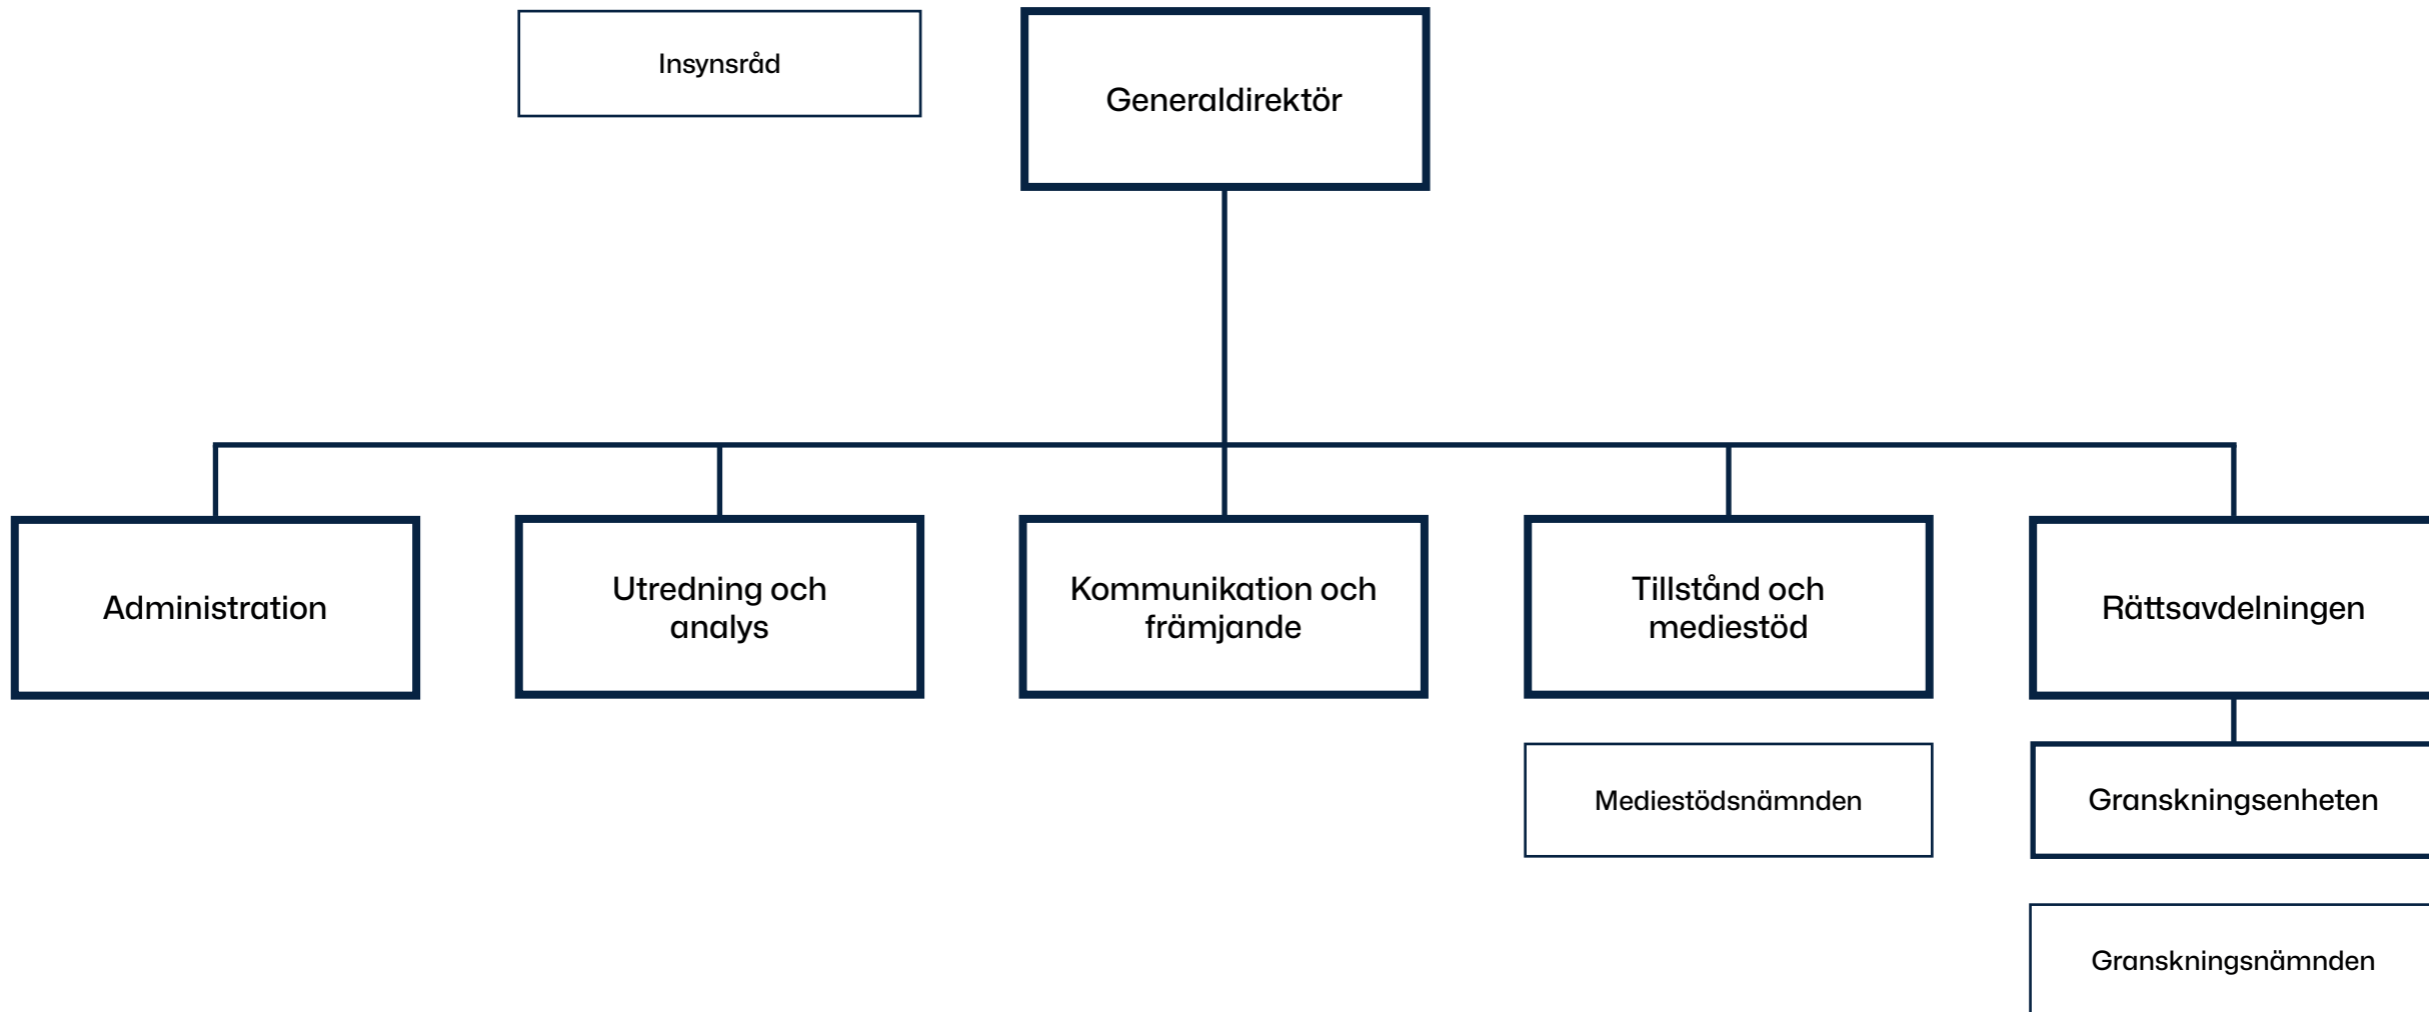 Insynsråd
Generaldirektör
Administration
Utredning och
analys
Kommunikation och
främjande
Tillstånd och
mediestöd
Rättsavdelningen
Mediestödsnämnden
Granskningsenheten
Granskningsnämnden